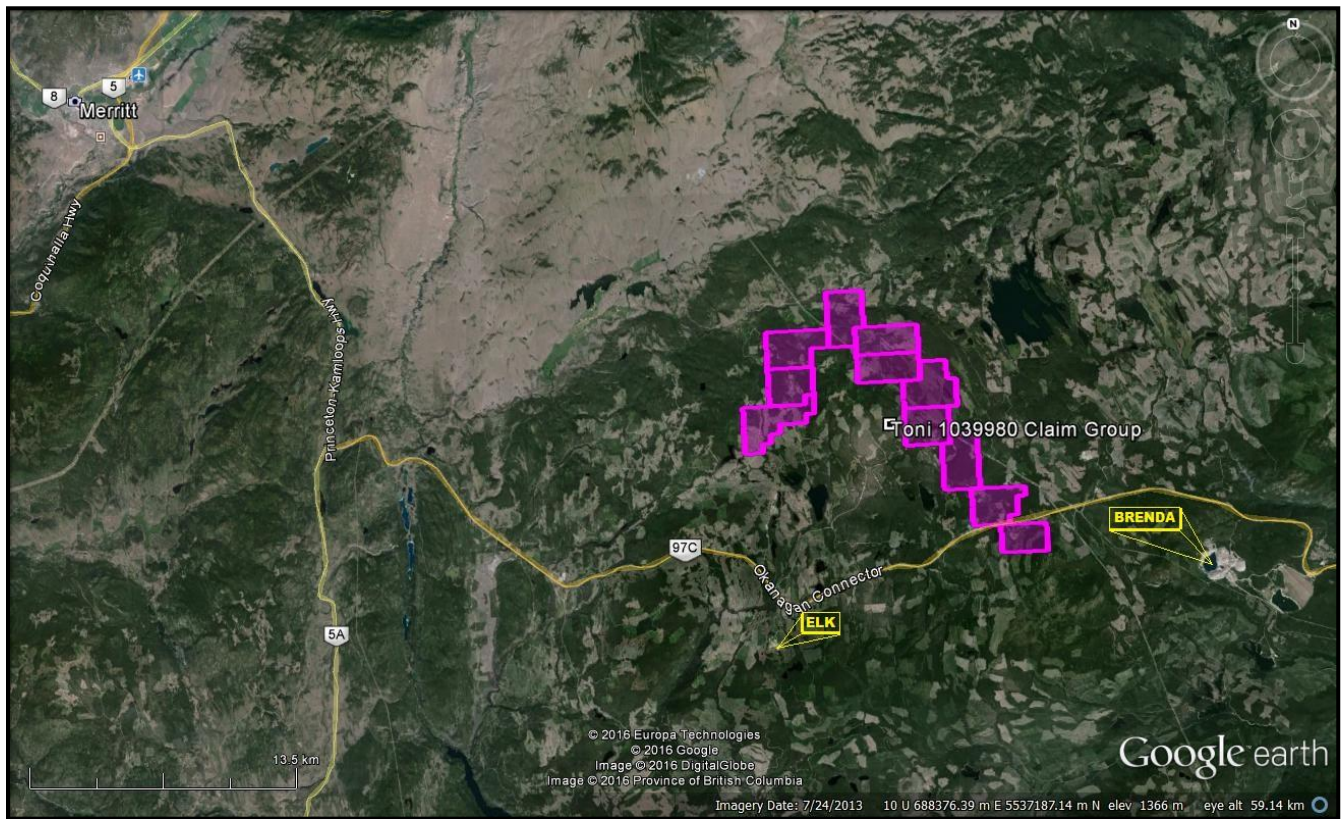 N
8
5
Merritt
Coquihalla Hwy
Princeton-Kamloops Hwy
Toni 1039980 Claim Group
BRENDA
97C
Okanagan Connector
ELK
5A
13.5 km
© 2016 Europa Technologies
© 2016 Google
Image © 2016 DigitalGlobe
Image © 2016 Province of British Columbia
Google earth
Imagery Date: 7/24/2013 10 U 688376.39 m E 5537187.14 m N elev 1366 m eye alt 59.14 km